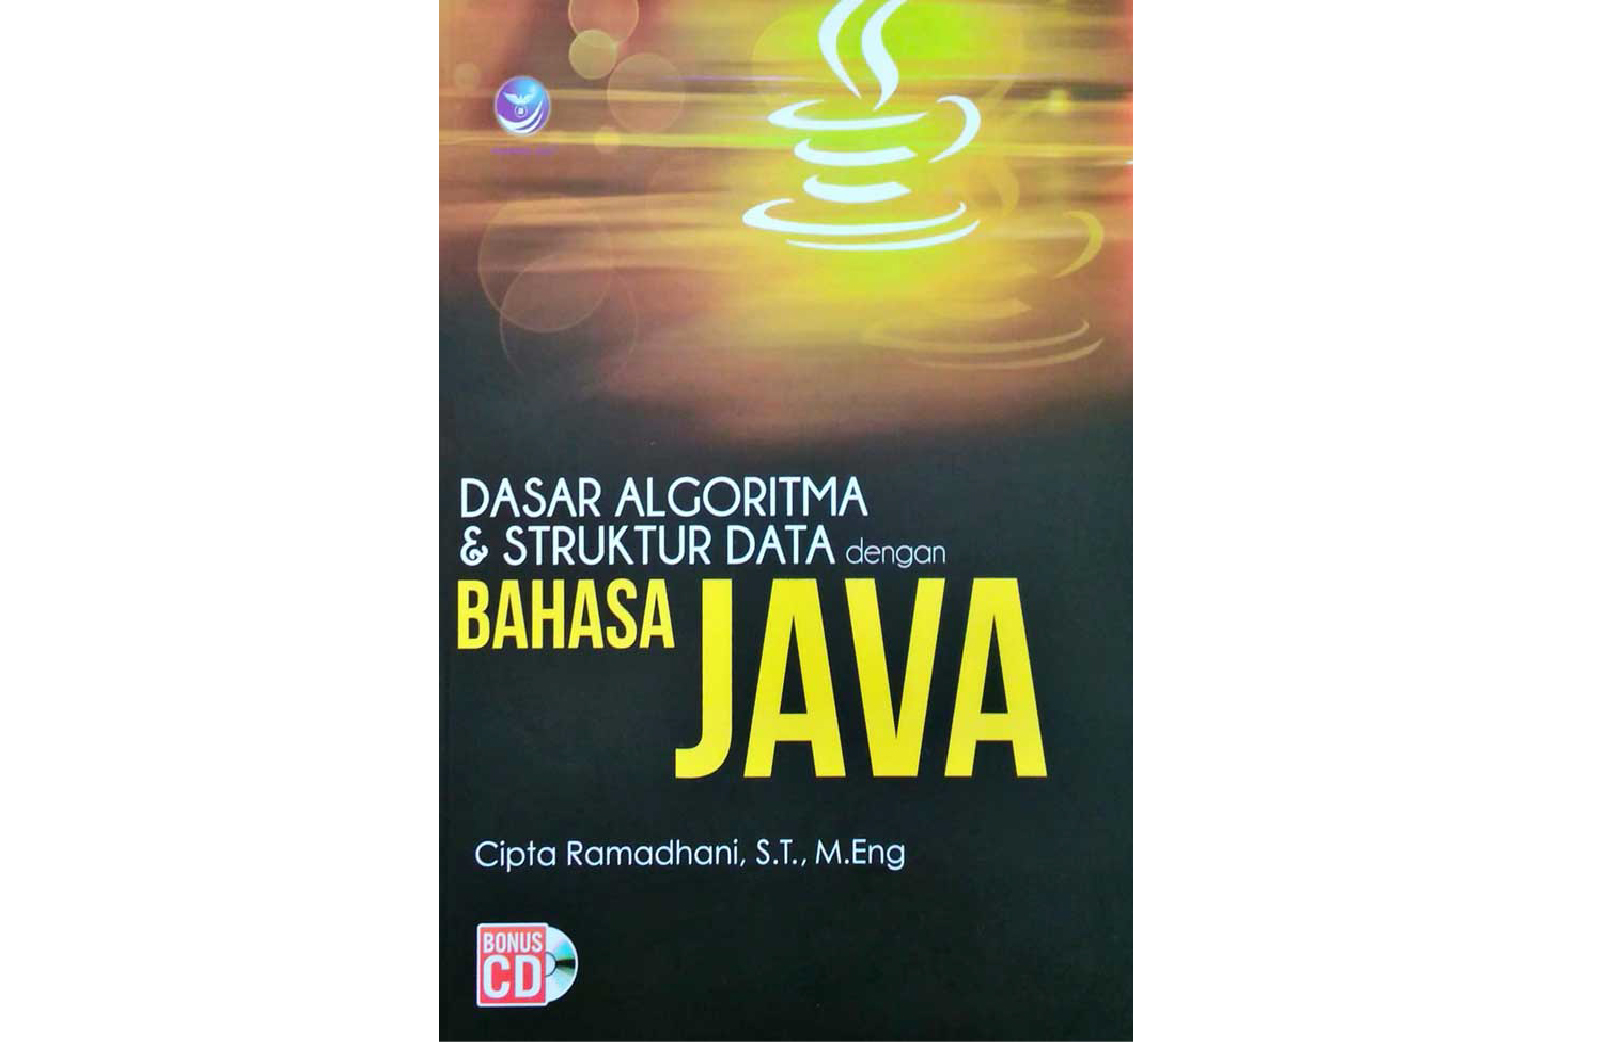 DASAR ALGORITMA
& STRUKTUR DATA dengan
BAHASA JAVA
Cipta Ramadhani, S.T., M.Eng
BONUS
CD